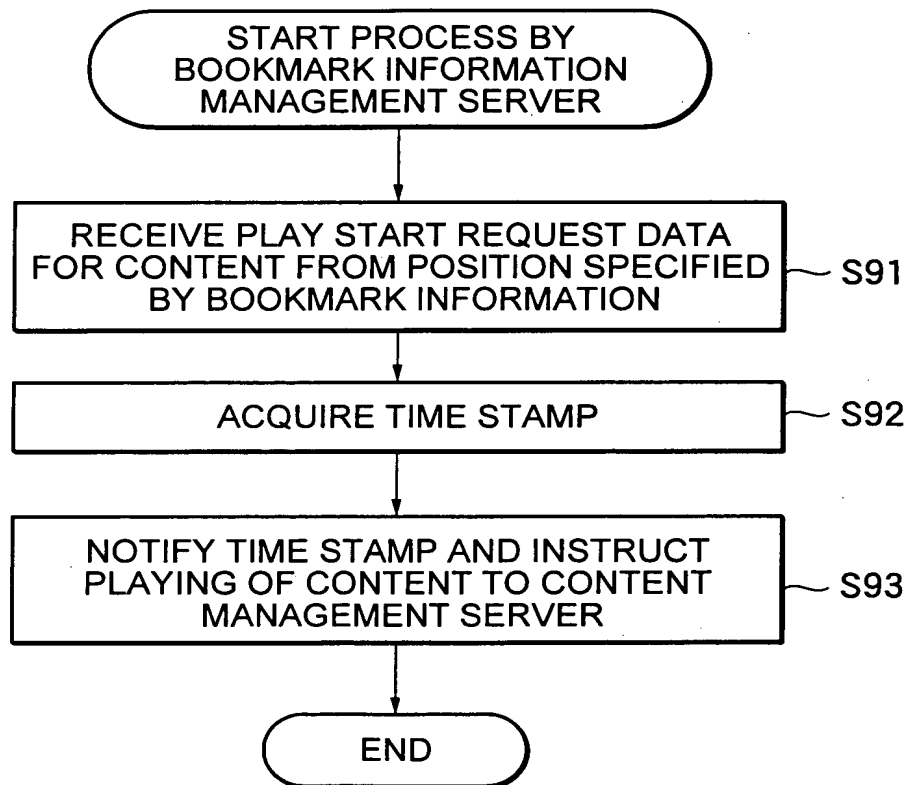 START PROCESS BY
BOOKMARK INFORMATION
MANAGEMENT SERVER
RECEIVE PLAY START REQUEST DATA
FOR CONTENT FROM POSITION SPECIFIED
BY BOOKMARK INFORMATION
S91
ACQUIRE TIME STAMP
S92
NOTIFY TIME STAMP AND INSTRUCT
PLAYING OF CONTENT TO CONTENT
MANAGEMENT SERVER
S93
END